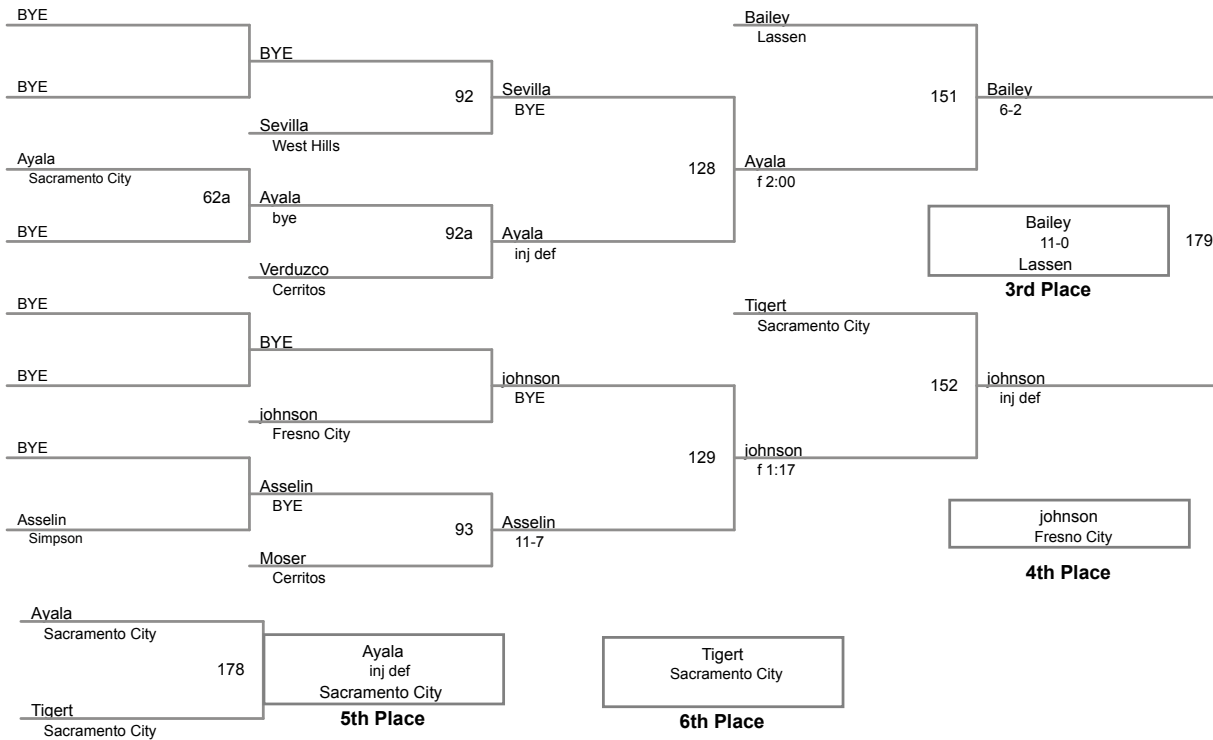 BYE
BYE
BYE
Sevilla
West Hills
92
Sevilla
BYE
Ayala
Sacramento City
62a
BYE
Ayala
bye
92a
Verduzco
Cerritos
Ayala
inj def
128
Ayala
f 2:00
Bailey
Lassen
151
Bailey
6-2
Bailey
11-0
Lassen
179
3rd Place
BYE
BYE
BYE
johnson
Fresno City
johnson
BYE
BYE
Asselin
Simpson
Asselin
BYE
93
Moser
Cerritos
Asselin
11-7
129
johnson
f 1:17
Tigert
Sacramento City
152
johnson
inj def
johnson
Fresno City
4th Place
Ayala
Sacramento City
178
Tigert
Sacramento City
Ayala
inj def
Sacramento City
5th Place
Tigert
Sacramento City
6th Place